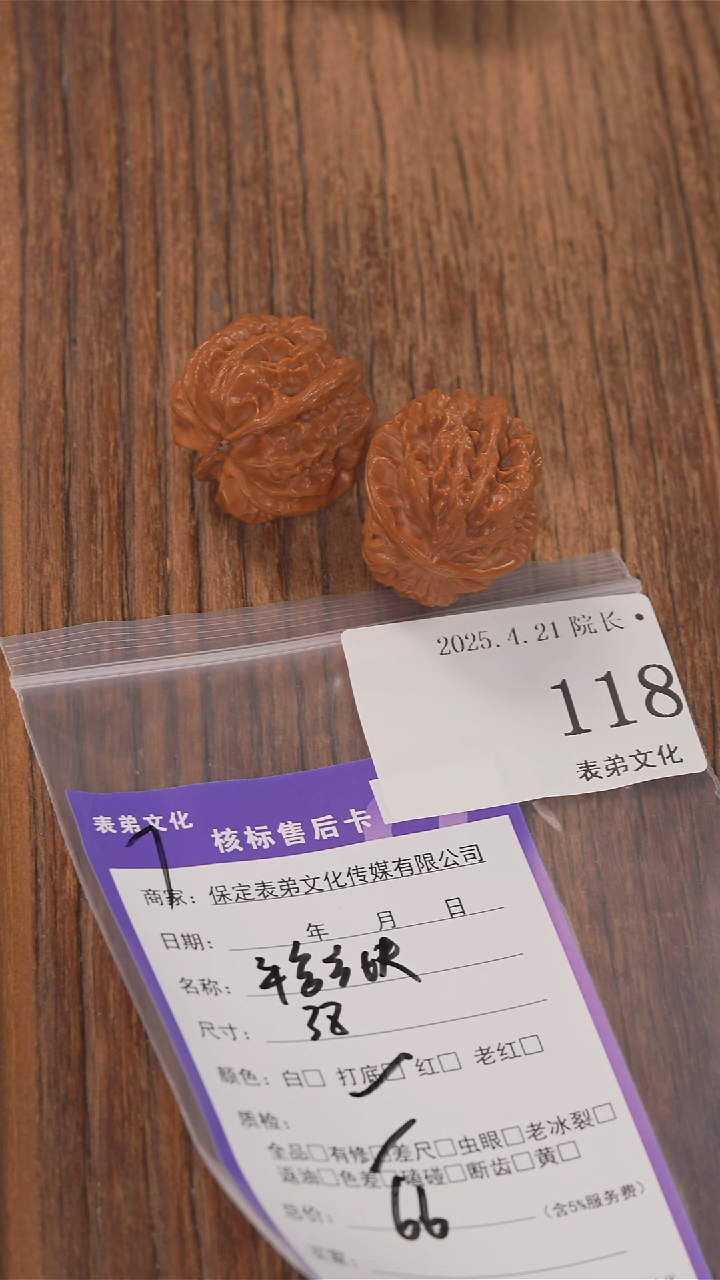 2025.4.21 院长 •
118
表弟文化
表弟文化
核标售后卡
7
商家：保定表弟文化传媒有限公司
日期： 年 月 日
名称：
尺寸：38
颜色：白□ 打底□ 红□ 老红□
质检：
全品□有修□差尺□虫眼□老冰裂□
返油□色差□磕碰□断齿□黄□
总价：66（含5%服务费）
买家：